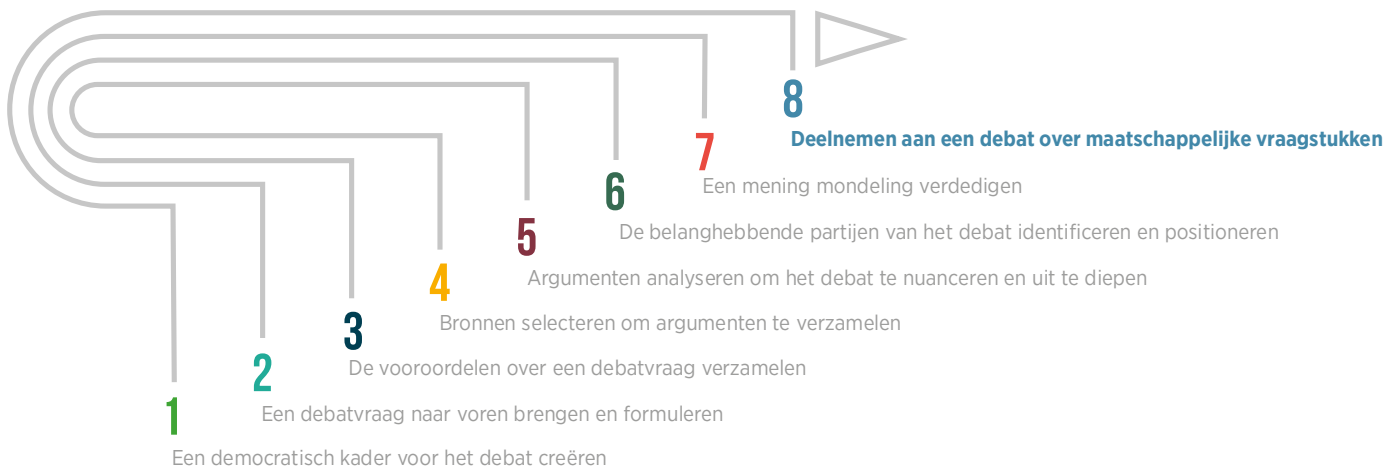 8
Deelnemen aan een debat over maatschappelijke vraagstukken
7
Een mening mondeling verdedigen
6
De belanghebbende partijen van het debat identificeren en positioneren
5
Argumenten analyseren om het debat te nuanceren en uit te diepen
4
Bronnen selecteren om argumenten te verzamelen
3
De vooroordelen over een debatvraag verzamelen
2
Een debatvraag naar voren brengen en formuleren
1
Een democratisch kader voor het debat creëren